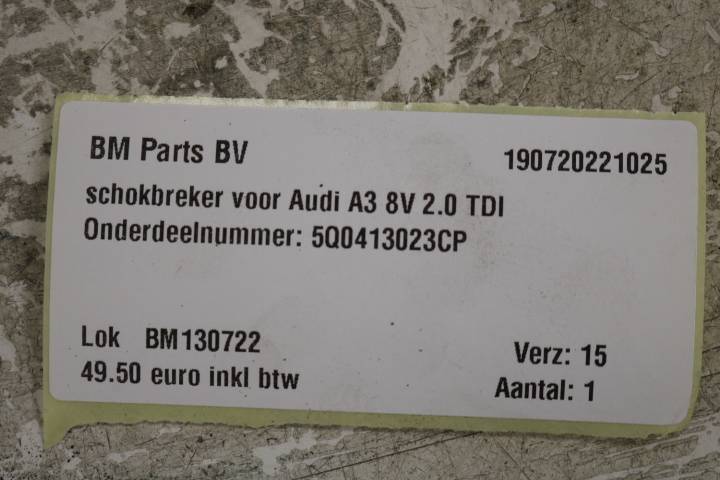 BM Parts BV 190720221025
schokbreker voor Audi A3 8V 2.0 TDI
Onderdeelnummer: 5Q0413023CP
Lok BM130722 Verz: 15
49.50 euro inkl btw Aantal: 1